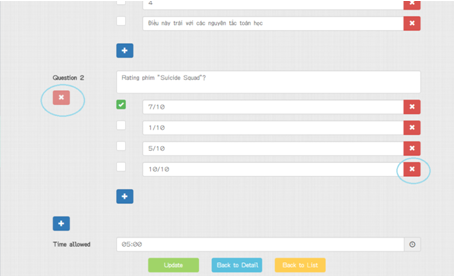 4
Điều này trái với các nguyên tắc toán học
Question 2
Rating phim "Suicide Squad"?
7/10
1/10
5/10
10/10
Time allowed
05:00
Update
Back to Detail
Back to List